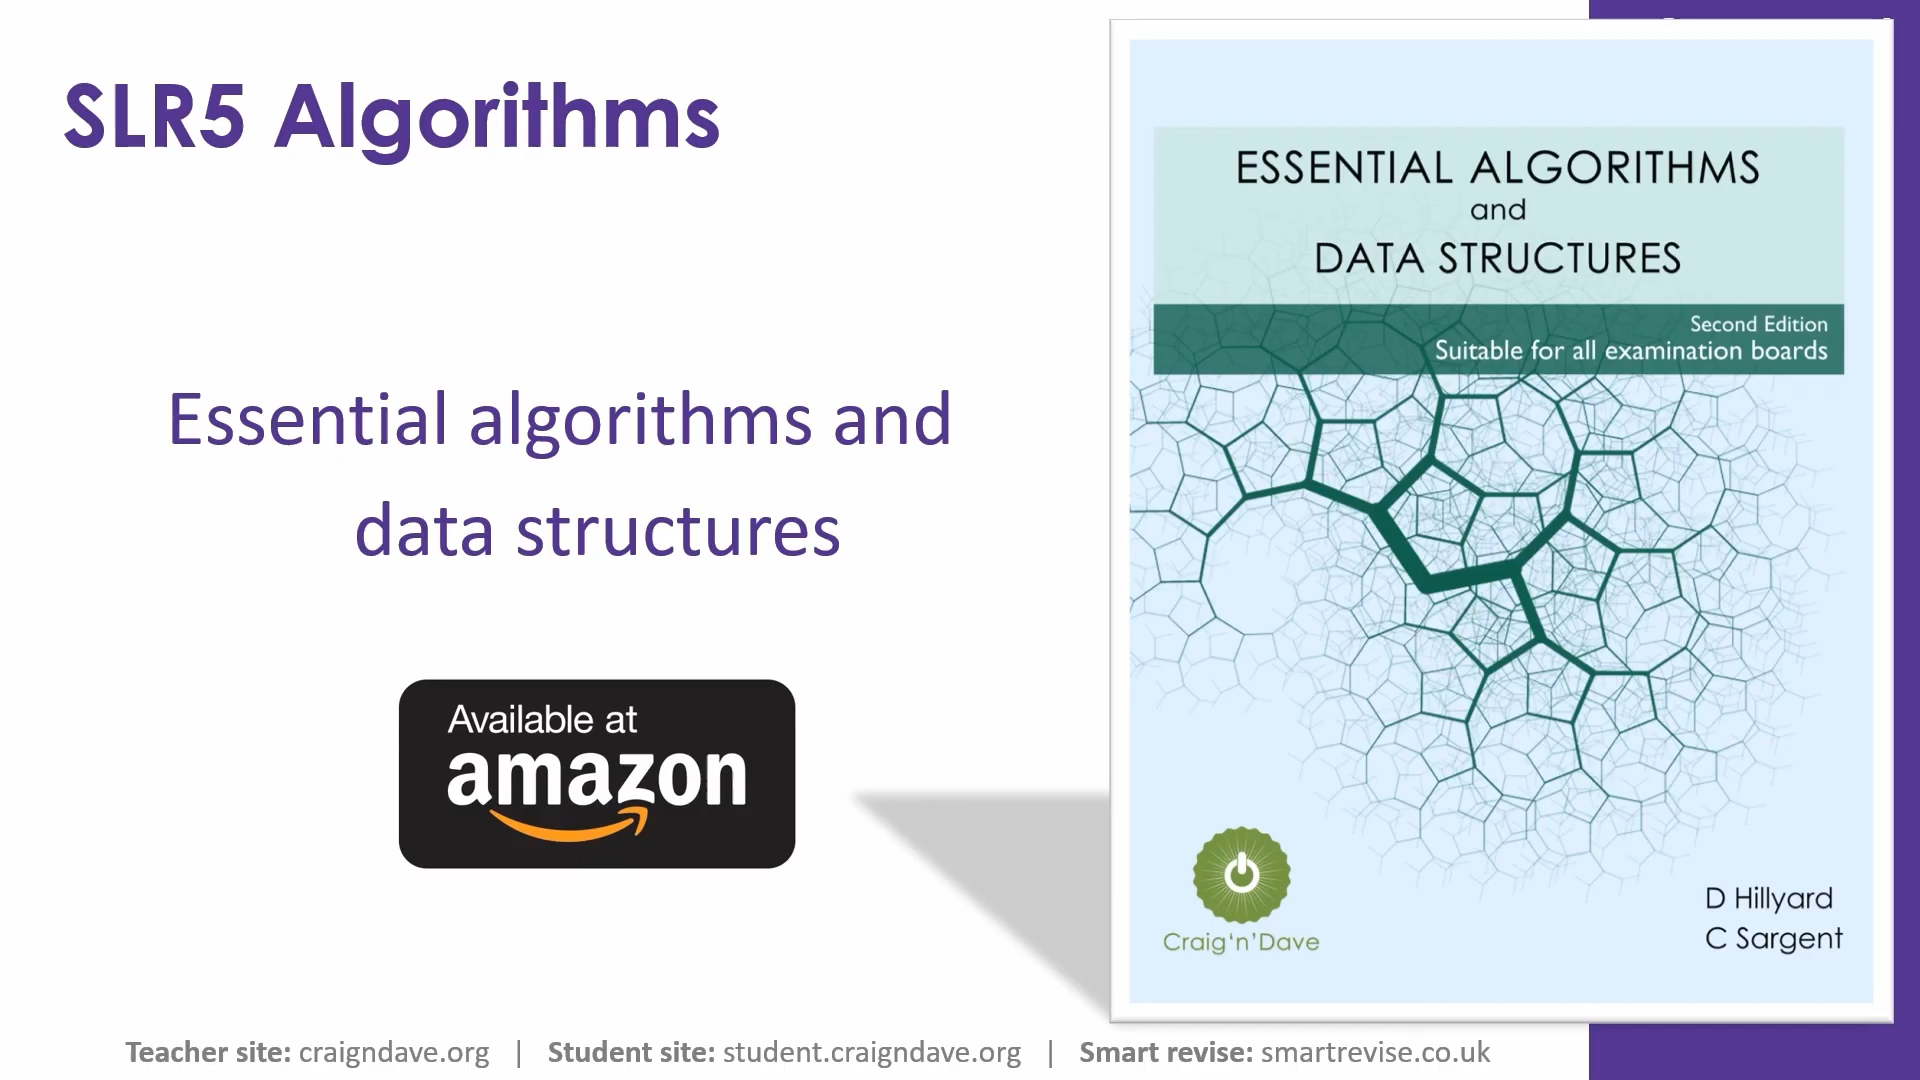 SLR5 Algorithms
Essential algorithms and
data structures
Available at
amazon
ESSENTIAL ALGORITHMS
and
DATA STRUCTURES
Second Edition
Suitable for all examination boards
Craig'n'Dave
D Hillyard
C Sargent
Teacher site: craigndave.org | Student site: student.craigndave.org | Smart revise: smartrevise.co.uk